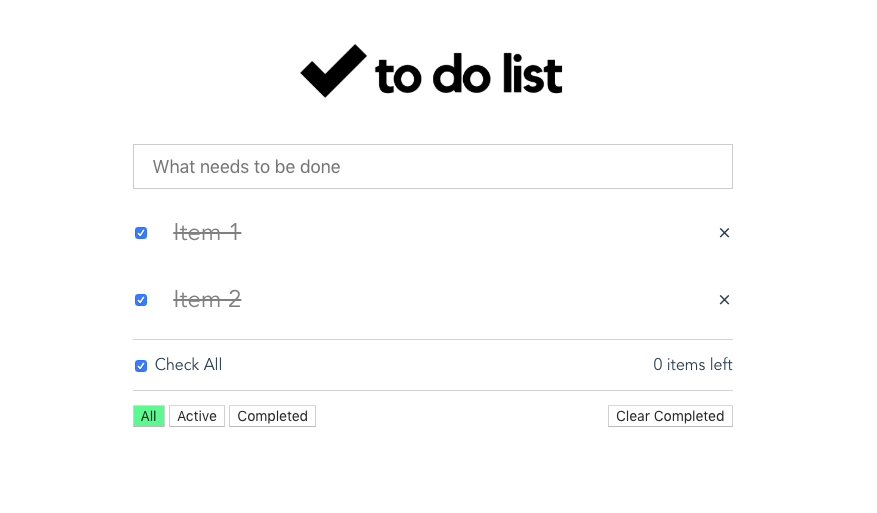 to do list
What needs to be done
Item 1 ×
Item 2 ×
Check All 0 items left
All Active Completed Clear Completed